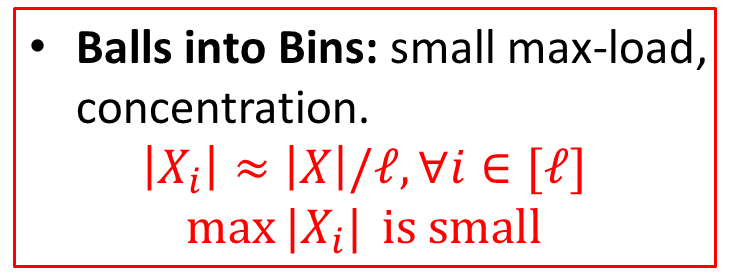 • Balls into Bins: small max-load,
concentration.
|X_i| ≈ |X|/ℓ, ∀i ∈ [ℓ]
max |X_i| is small